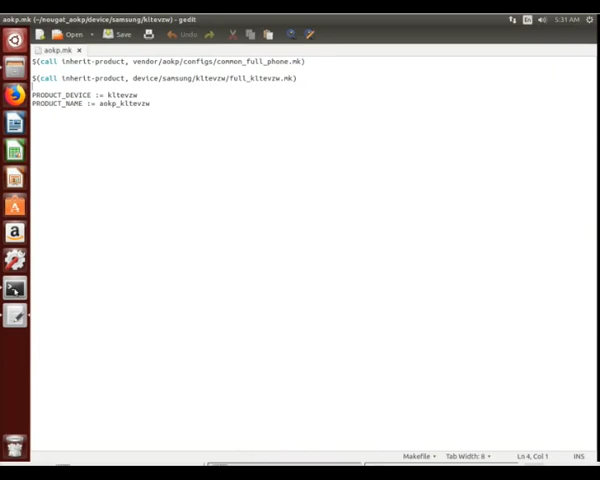 aokp.mk (~/nougat_aokp/device/samsung/kltevzw) - gedit
En
5:31 AM
Open
Save
Undo
aokp.mk ×
$(call inherit-product, vendor/aokp/configs/common_full_phone.mk)
$(call inherit-product, device/samsung/kltevzw/full_kltevzw.mk)
PRODUCT_DEVICE := kltevzw
PRODUCT_NAME := aokp_kltevzw
Makefile
Tab Width: 8
Ln 4, Col 1
INS